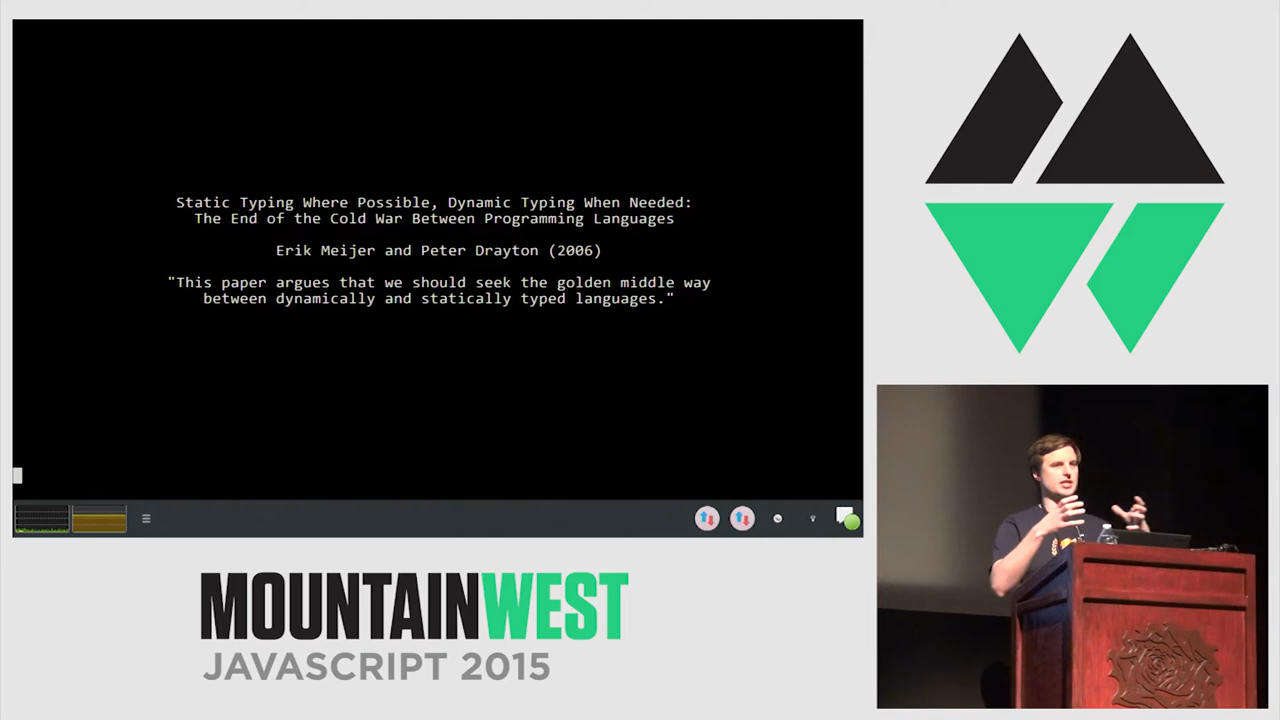 Static Typing Where Possible, Dynamic Typing When Needed:
The End of the Cold War Between Programming Languages
Erik Meijer and Peter Drayton (2006)
"This paper argues that we should seek the golden middle way
between dynamically and statically typed languages."
MOUNTAINWEST
JAVASCRIPT 2015